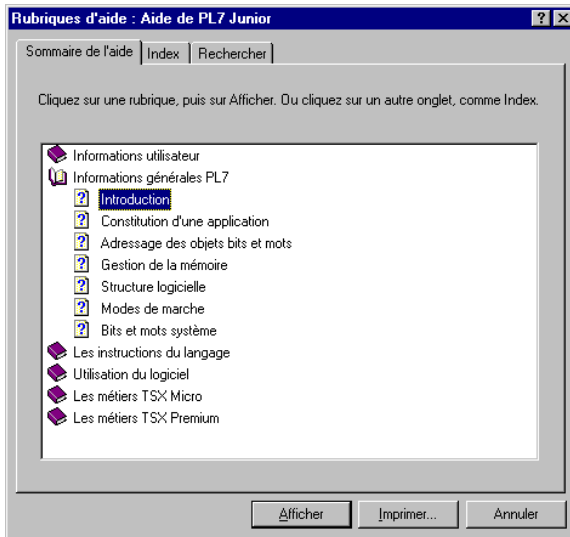 Rubriques d'aide : Aide de PL7 Junior
Sommaire de l'aide Index Rechercher
Cliquez sur une rubrique, puis sur Afficher. Ou cliquez sur un autre onglet, comme Index.
Informations utilisateur
Informations générales PL7
Introduction
Constitution d'une application
Adressage des objets bits et mots
Gestion de la mémoire
Structure logicielle
Modes de marche
Bits et mots système
Les instructions du langage
Utilisation du logiciel
Les métiers TSX Micro
Les métiers TSX Premium
Afficher Imprimer... Annuler